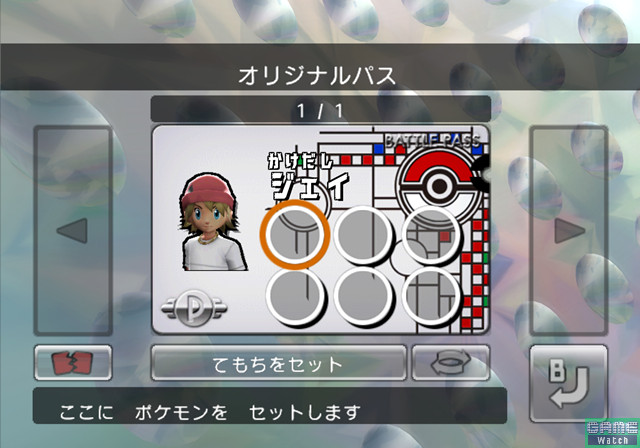 オリジナルパス
1 / 1
BATTLE PASS
かけだし
ジェイ
P
てもちをセット
B
ここに ポケモンを セットします
GAME
Watch